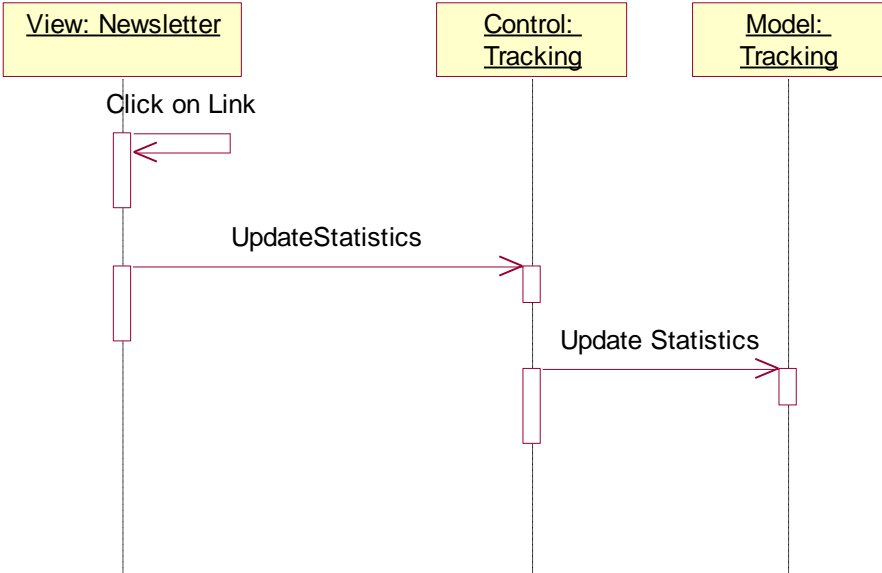 View: Newsletter
Control:
Tracking
Model:
Tracking
Click on Link
UpdateStatistics
Update Statistics